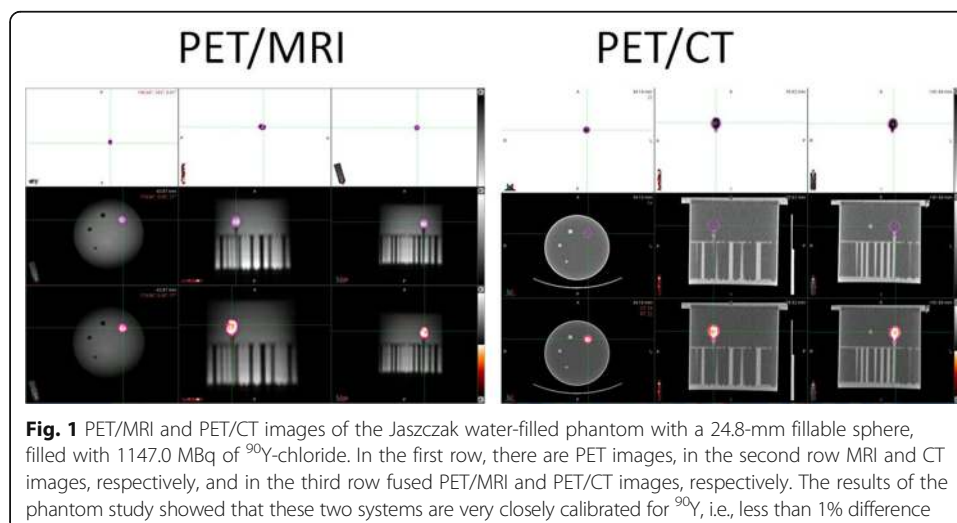 PET/MRI
PET/CT
Fig. 1 PET/MRI and PET/CT images of the Jaszczak water-filled phantom with a 24.8-mm fillable sphere,
filled with 1147.0 MBq of ⁹⁰Y-chloride. In the first row, there are PET images, in the second row MRI and CT
images, respectively, and in the third row fused PET/MRI and PET/CT images, respectively. The results of the
phantom study showed that these two systems are very closely calibrated for ⁹⁰Y, i.e., less than 1% difference